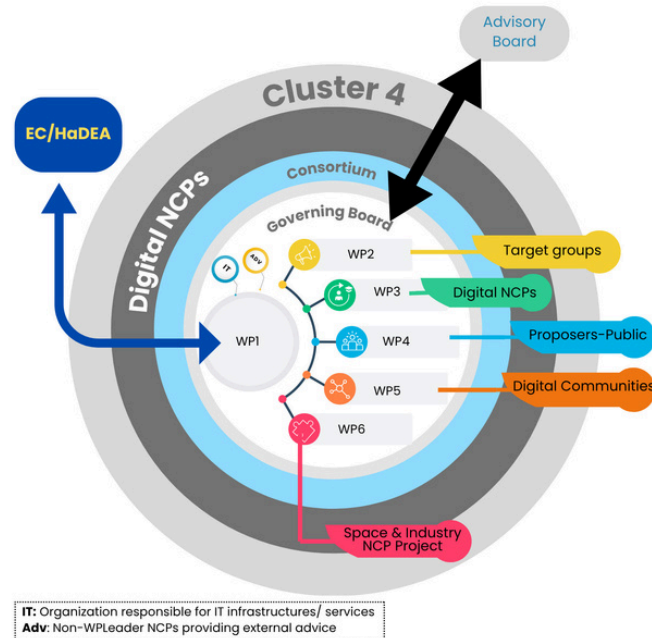 Advisory
Board
Cluster 4
EC/HaDEA
Digital NCPs
Consortium
Governing Board
IT
ADV
WP1
WP2
Target groups
WP3
Digital NCPs
WP4
Proposers-Public
WP5
Digital Communities
WP6
Space & Industry
NCP Project
IT: Organization responsible for IT infrastructures/ services
Adv: Non-WPLeader NCPs providing external advice